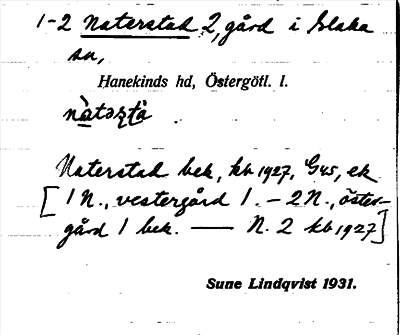 1-2 Naterstad 2, gård i Slaka
sn,
Hanekinds hd, Östergötl. l.
nàtəsta
Naterstad bek, kb 1927, G45, ek
[1 N., vestergård 1. – 2 N., öster-
gård 1 bek. — N. 2 kb 1927]
Sune Lindqvist 1931.